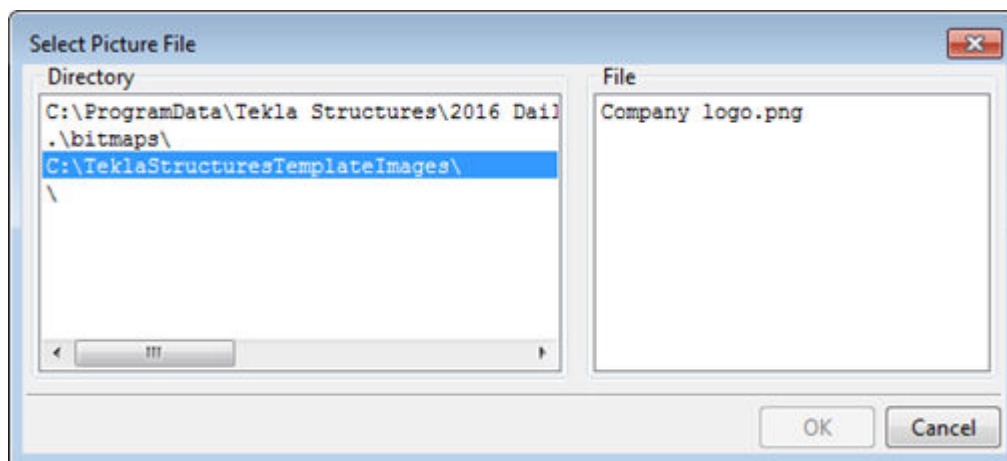 Select Picture File
Directory
C:\ProgramData\Tekla Structures\2016 Dail
.\bitmaps\
C:\TeklaStructuresTemplateImages\
\
File
Company logo.png
OK
Cancel